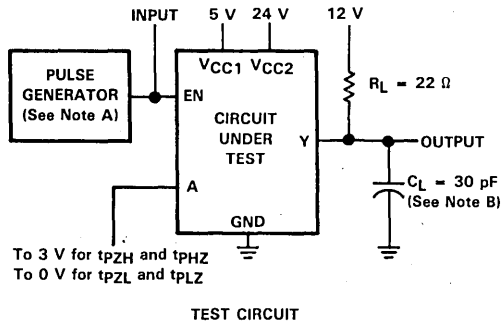 INPUT
5 V
24 V
12 V
PULSE
GENERATOR
(See Note A)
VCC1
VCC2
EN
CIRCUIT
UNDER
TEST
Y
A
GND
RL = 22 Ω
OUTPUT
CL = 30 pF
(See Note B)
To 3 V for tPZH and tPHZ
To 0 V for tPZL and tPLZ
TEST CIRCUIT